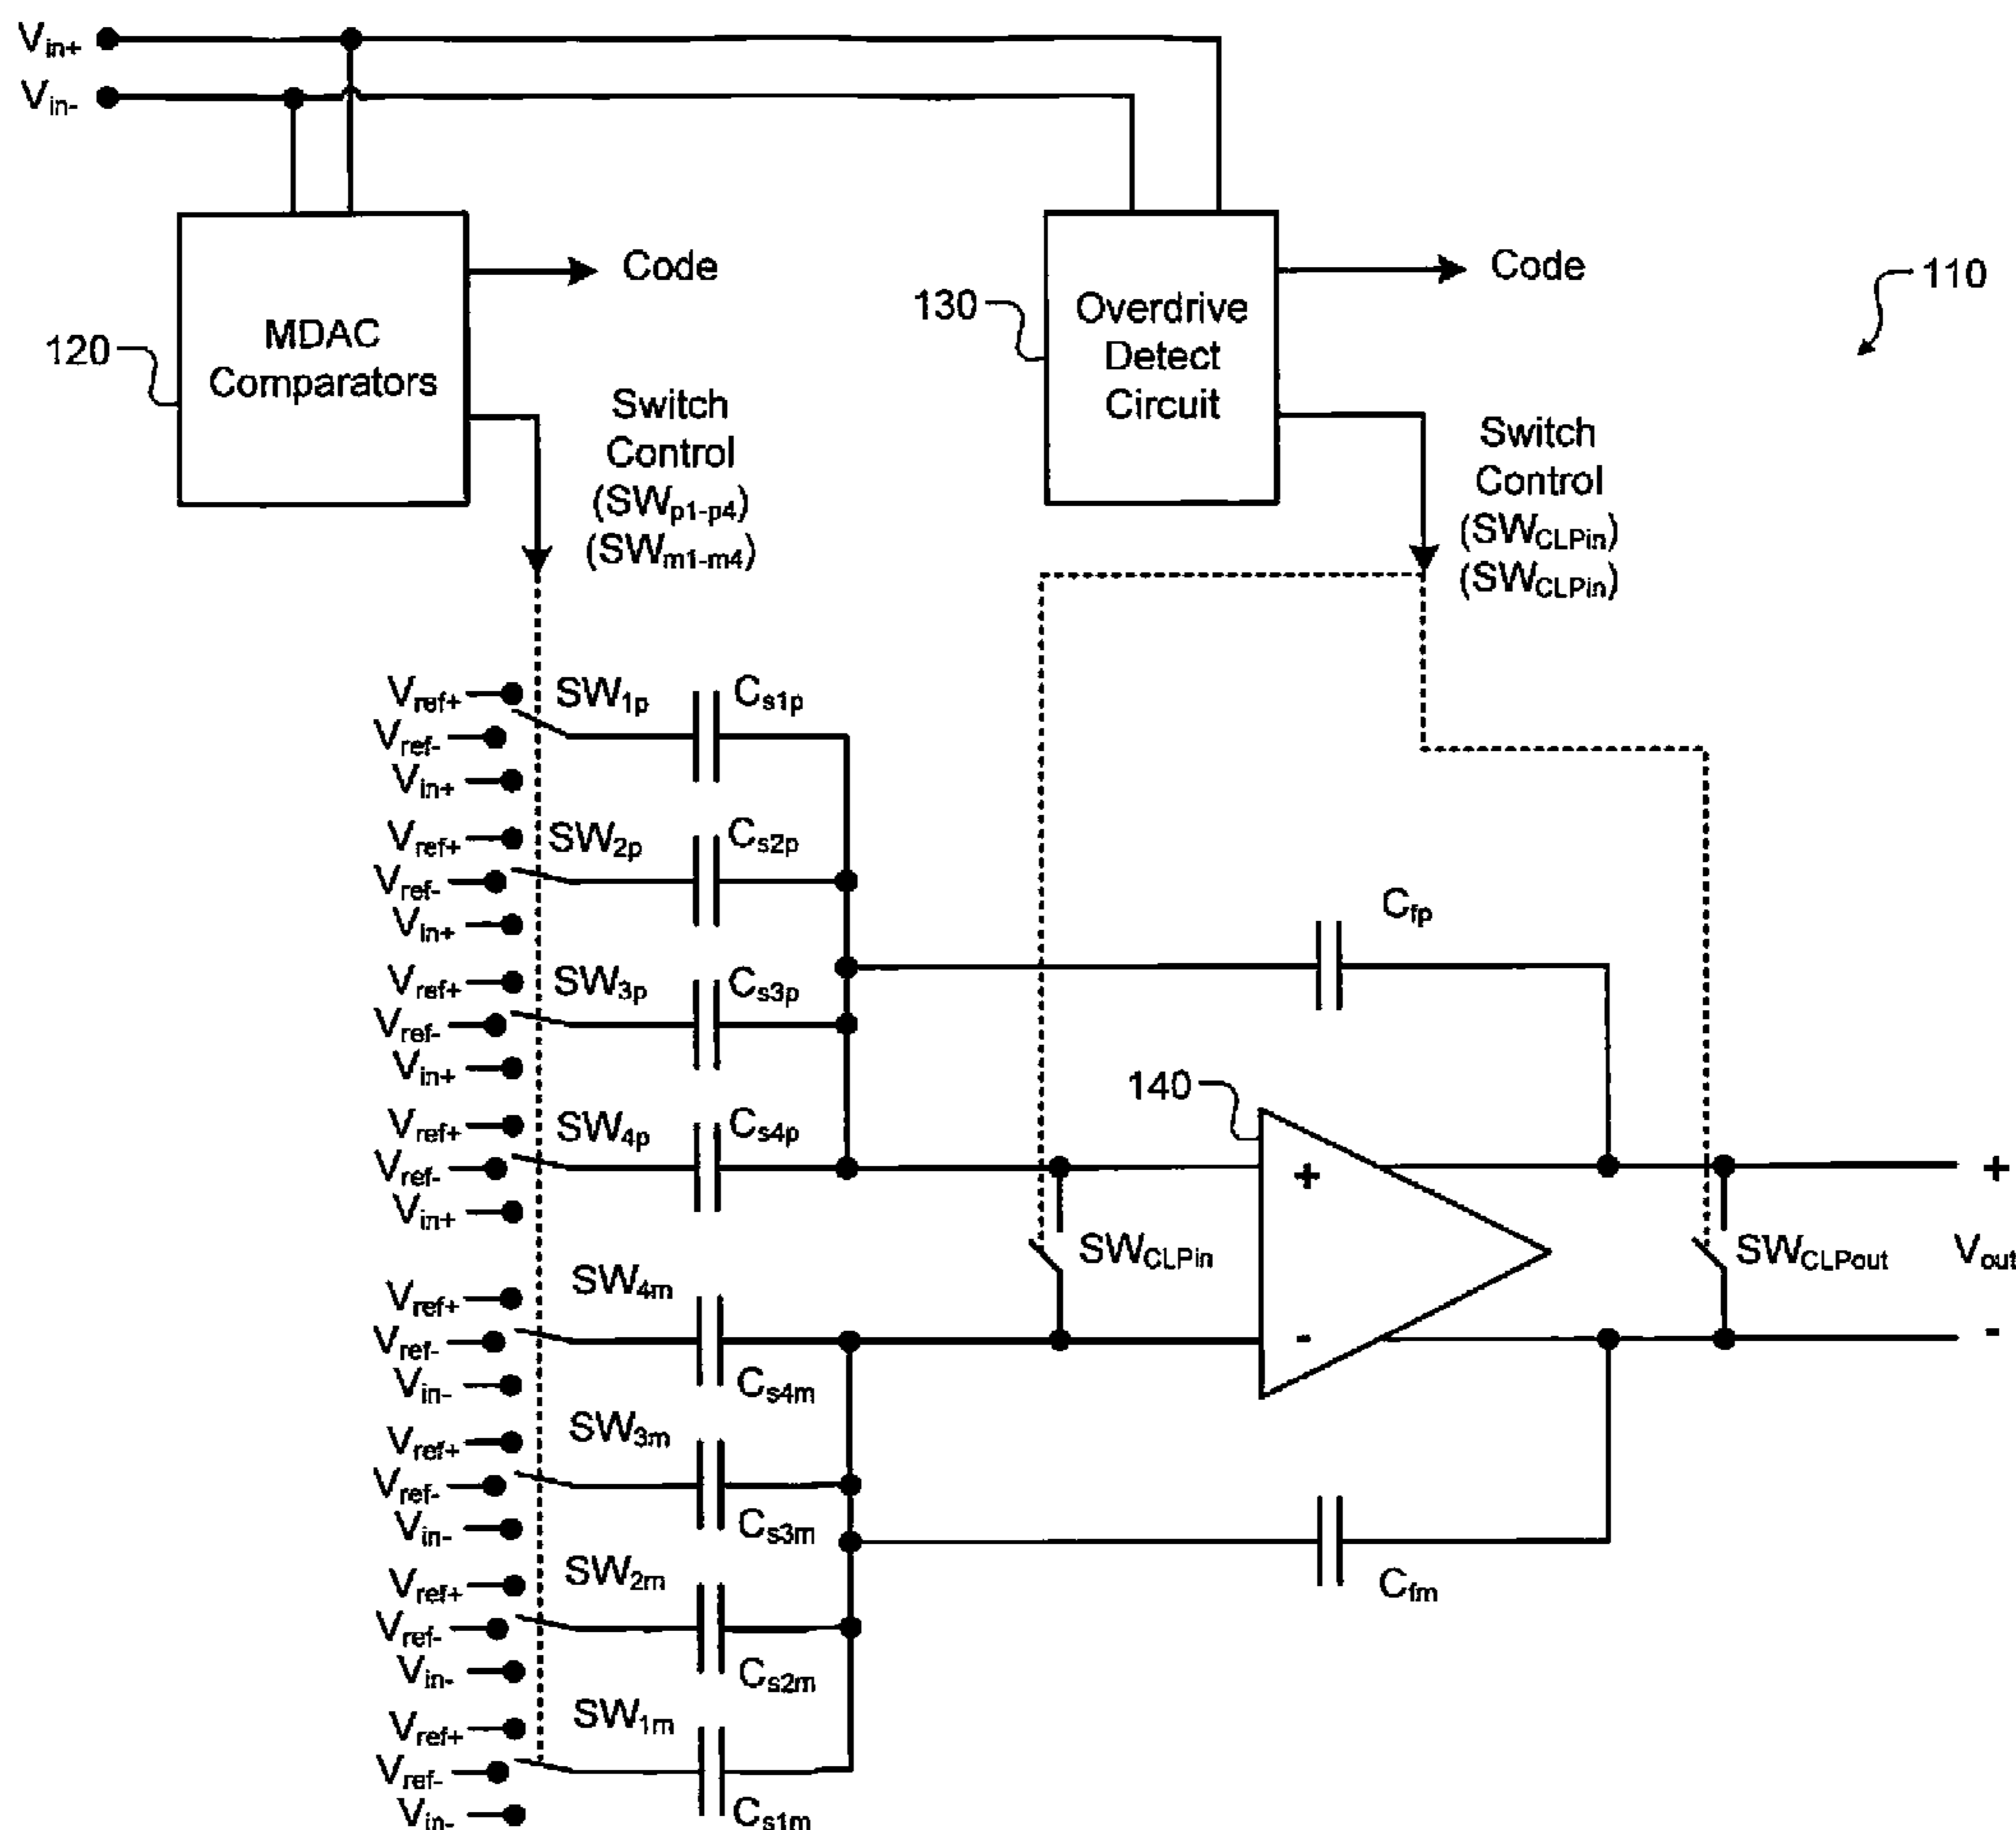 Vin+
Vin-
120
MDAC
Comparators
Code
Switch
Control
(SWp1-p4)
(SWm1-m4)
130
Overdrive
Detect
Circuit
Code
Switch
Control
(SWCLPin)
(SWCLPin)
110
Vref+
SW1p
Cs1p
Vref-
Vin+
Vref+
SW2p
Cs2p
Vref-
Vin+
Vref+
SW3p
Cs3p
Vref-
Vin+
Vref+
SW4p
Cs4p
Vref-
Vin+
Cfp
140
+
-
SWCLPin
SWCLPout
+
Vout
-
Vref+
SW4m
Vref-
Vin-
Cs4m
Vref+
SW3m
Vref-
Vin-
Cs3m
Vref+
SW2m
Vref-
Vin-
Cs2m
Vref+
SW1m
Vref-
Vin-
Cs1m
Cfm